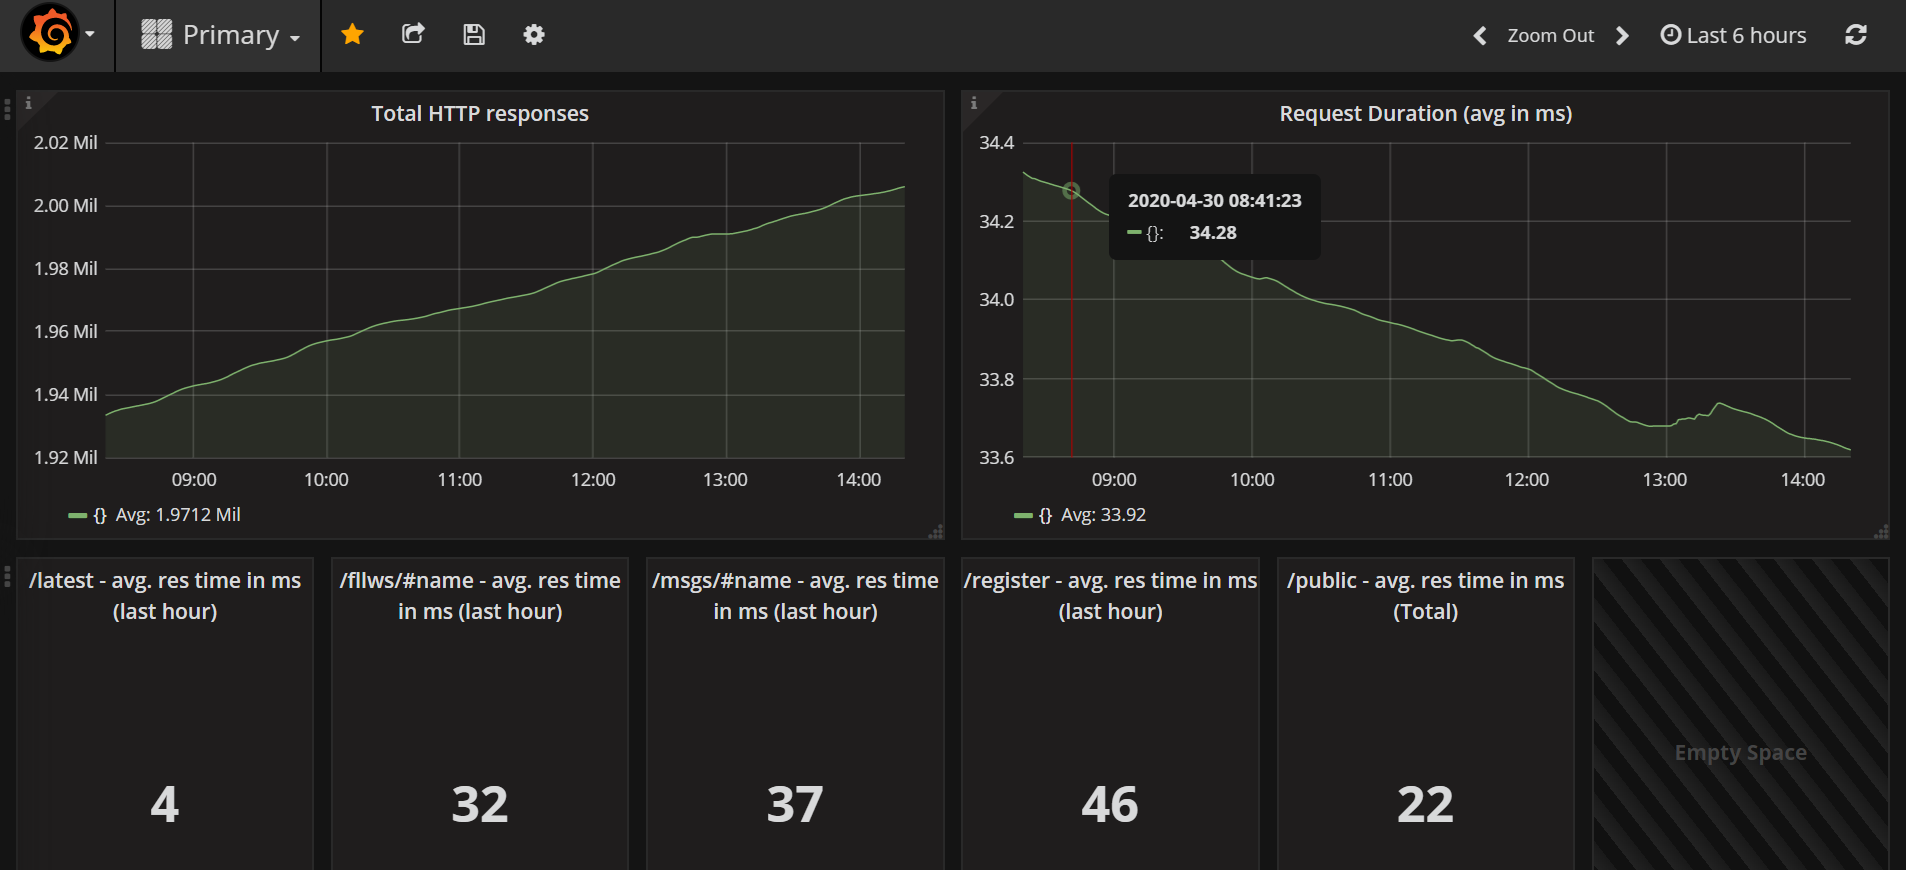 Primary
Zoom Out
Last 6 hours
i
Total HTTP responses
2.02 Mil
2.00 Mil
1.98 Mil
1.96 Mil
1.94 Mil
1.92 Mil
09:00 10:00 11:00 12:00 13:00 14:00
{} Avg: 1.9712 Mil
i
Request Duration (avg in ms)
34.4
34.2
34.0
33.8
33.6
2020-04-30 08:41:23
{}: 34.28
09:00 10:00 11:00 12:00 13:00 14:00
{} Avg: 33.92
/latest - avg. res time in ms
(last hour)
4
/fllws/#name - avg. res time
in ms (last hour)
32
/msgs/#name - avg. res time
in ms (last hour)
37
/register - avg. res time in ms
(last hour)
46
/public - avg. res time in ms
(Total)
22
Empty Space